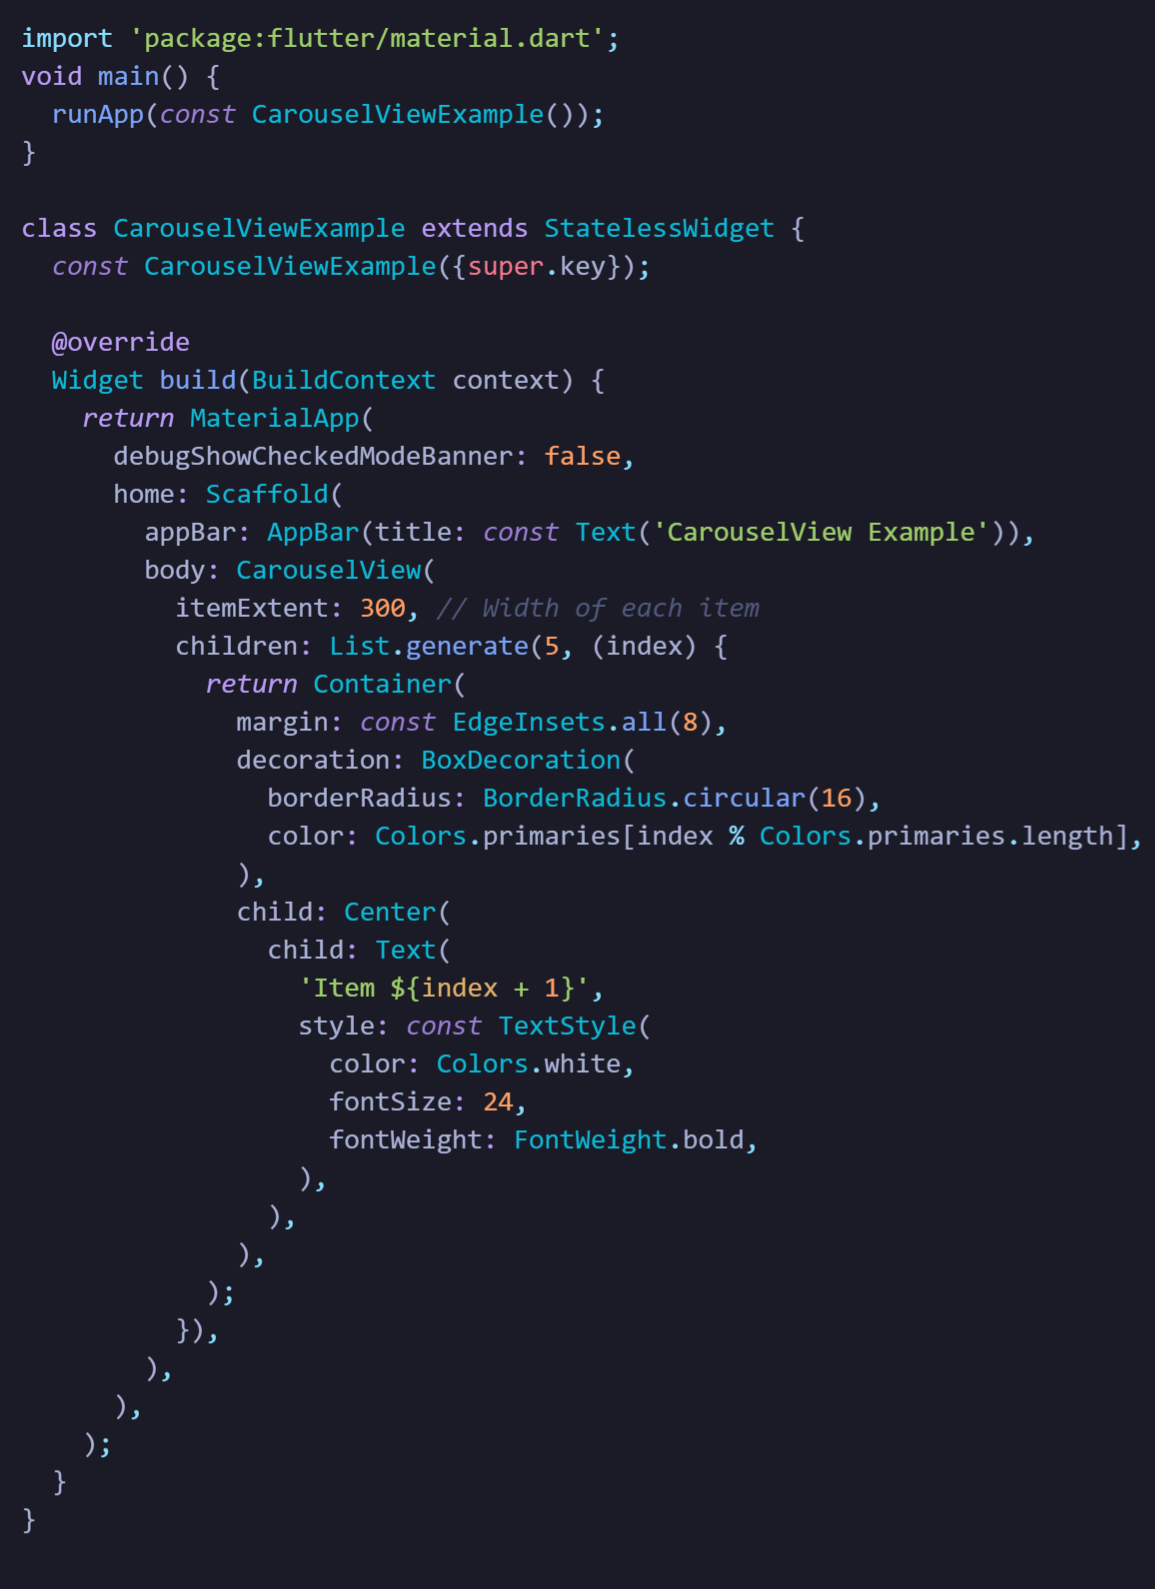 import 'package:flutter/material.dart';
void main() {
  runApp(const CarouselViewExample());
}

class CarouselViewExample extends StatelessWidget {
  const CarouselViewExample({super.key});

  @override
  Widget build(BuildContext context) {
    return MaterialApp(
      debugShowCheckedModeBanner: false,
      home: Scaffold(
        appBar: AppBar(title: const Text('CarouselView Example')),
        body: CarouselView(
          itemExtent: 300, // Width of each item
          children: List.generate(5, (index) {
            return Container(
              margin: const EdgeInsets.all(8),
              decoration: BoxDecoration(
                borderRadius: BorderRadius.circular(16),
                color: Colors.primaries[index % Colors.primaries.length],
              ),
              child: Center(
                child: Text(
                  'Item ${index + 1}',
                  style: const TextStyle(
                    color: Colors.white,
                    fontSize: 24,
                    fontWeight: FontWeight.bold,
                  ),
                ),
              ),
            );
          }),
        ),
      ),
    );
  }
}